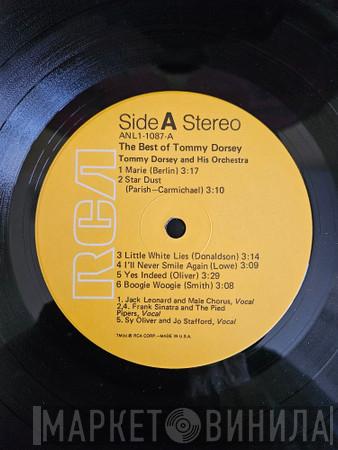 RCA
Side A Stereo
ANL1-1087-A
The Best of Tommy Dorsey
Tommy Dorsey and His Orchestra
1 Marie (Berlin) 3:17
2 Star Dust
(Parish—Carmichael) 3:10
3 Little White Lies (Donaldson) 3:14
4 I'll Never Smile Again (Lowe) 3:09
5 Yes Indeed (Oliver) 3:29
6 Boogie Woogie (Smith) 3:08
1. Jack Leonard and Male Chorus, Vocal
2,4. Frank Sinatra and The Pied
Pipers, Vocal
5. Sy Oliver and Jo Stafford, Vocal
TMK(s) ® RCA CORP.—MADE IN U.S.A.
МАРКЕТ ВИНИЛА